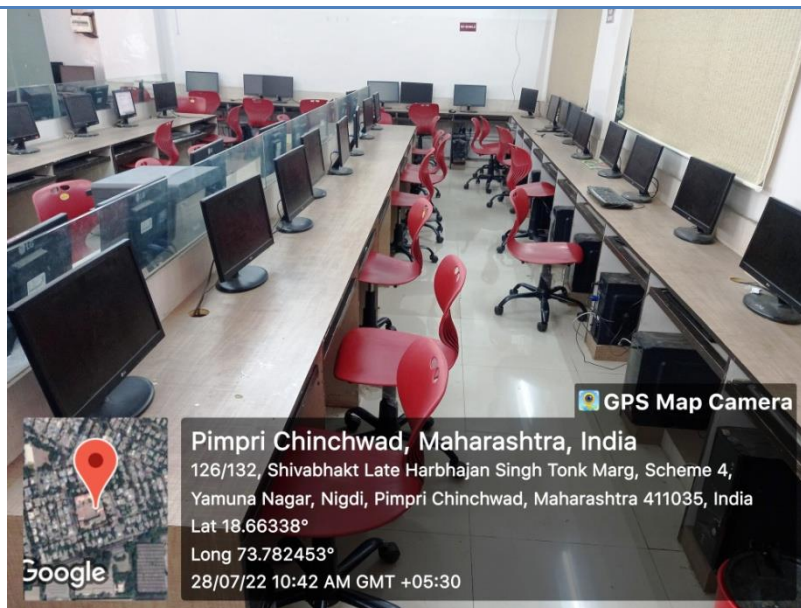 GPS Map Camera
Pimpri Chinchwad, Maharashtra, India
126/132, Shivabhakt Late Harbhajan Singh Tonk Marg, Scheme 4,
Yamuna Nagar, Nigdi, Pimpri Chinchwad, Maharashtra 411035, India
Lat 18.66338°
Long 73.782453°
28/07/22 10:42 AM GMT +05:30
Google